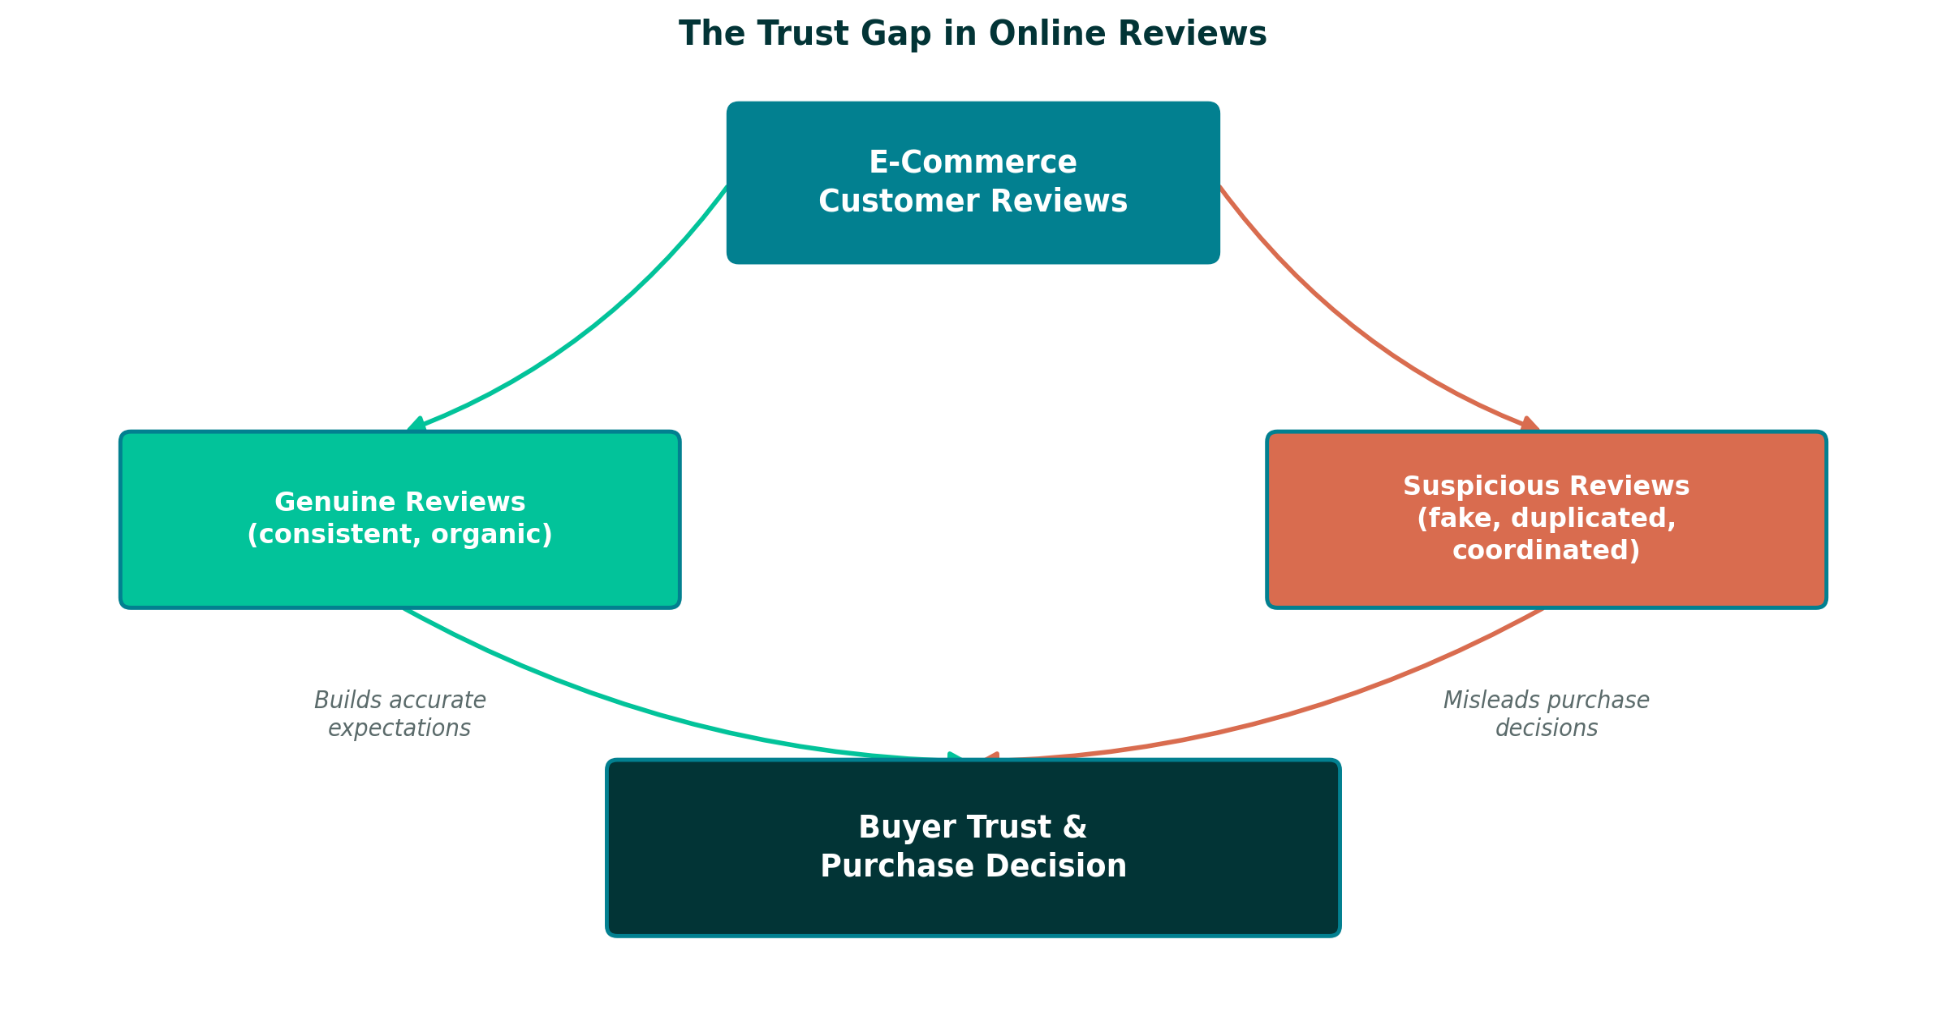 The Trust Gap in Online Reviews
E-Commerce
Customer Reviews
Genuine Reviews
(consistent, organic)
Suspicious Reviews
(fake, duplicated,
coordinated)
Builds accurate
expectations
Misleads purchase
decisions
Buyer Trust &
Purchase Decision